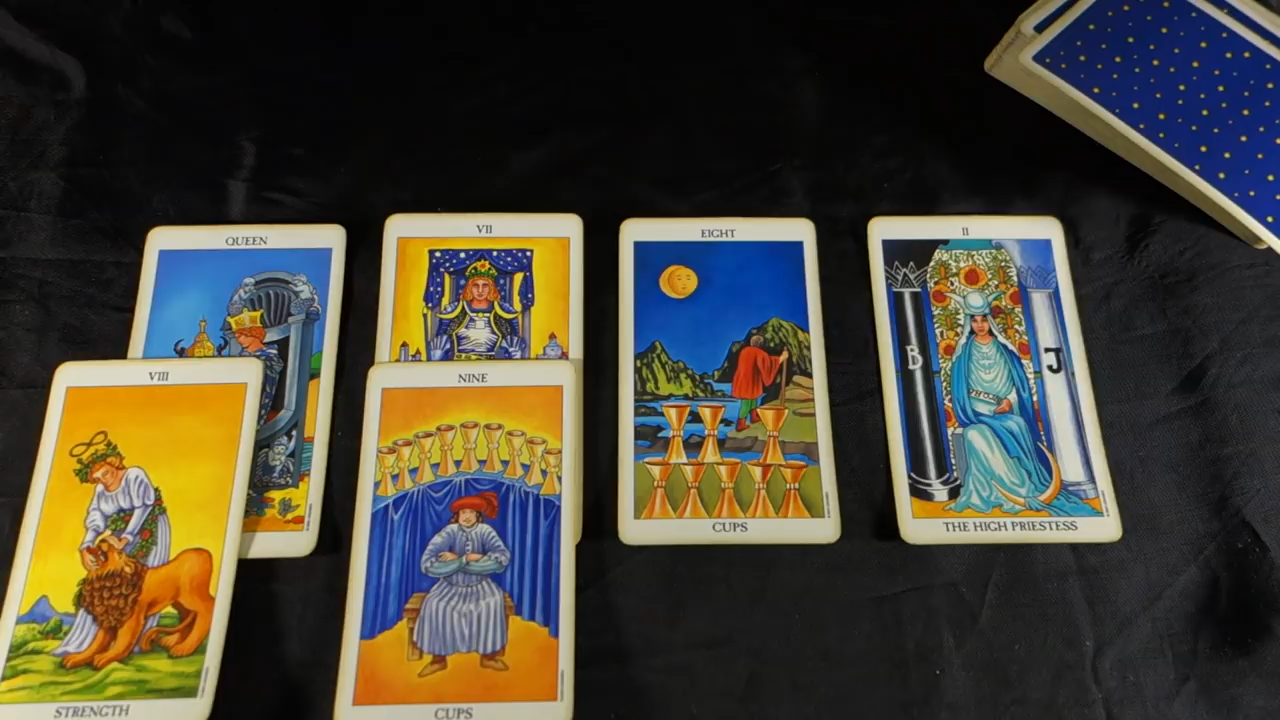 QUEEN
VII
EIGHT
II
B
J
CUPS
THE HIGH PRIESTESS
VIII
NINE
STRENGTH
CUPS